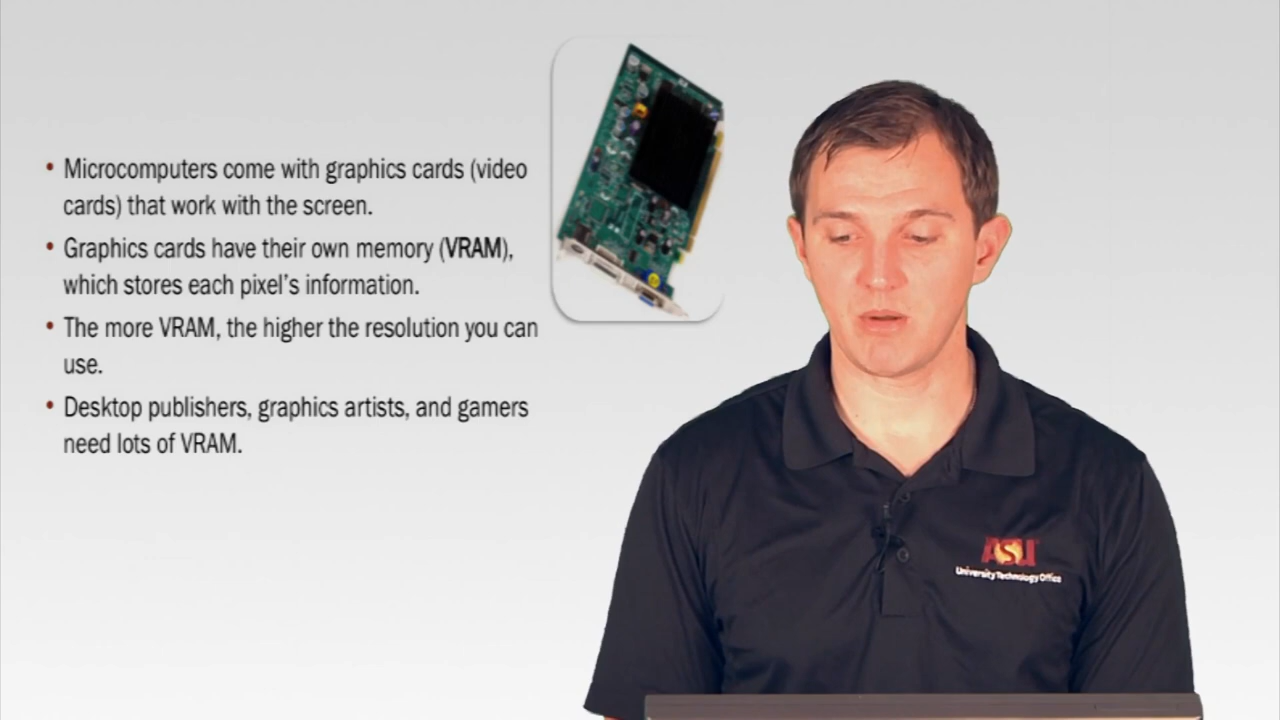 • Microcomputers come with graphics cards (video
cards) that work with the screen.
• Graphics cards have their own memory (VRAM),
which stores each pixel's information.
• The more VRAM, the higher the resolution you can
use.
• Desktop publishers, graphics artists, and gamers
need lots of VRAM.
ASU
University Technology Office